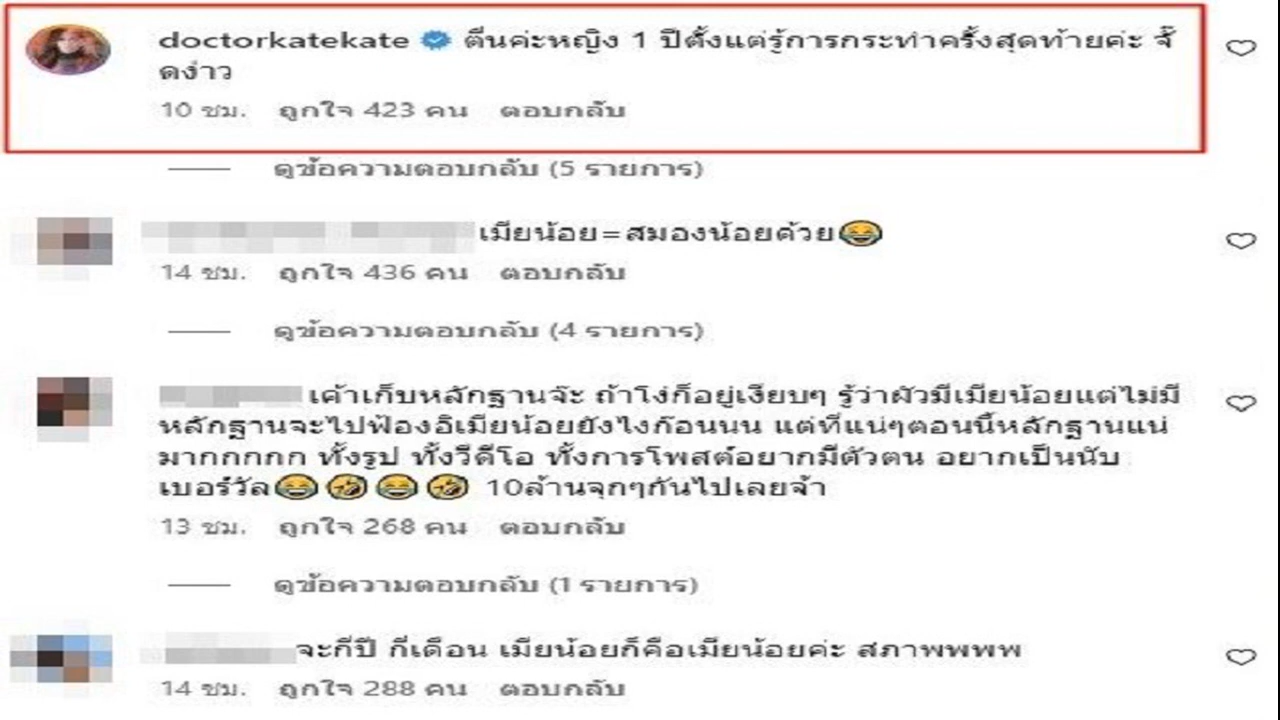 doctorkatekate ตื่นค่ะหญิง 1 ปีตั้งแต่รู้การกระทำครั้งสุดท้ายค่ะ จั๊
ดง่าว
10 ชม. ถูกใจ 423 คน ตอบกลับ
ดูข้อความตอบกลับ (5 รายการ)
เมียน้อย=สมองน้อยด้วย😂
14 ชม. ถูกใจ 436 คน ตอบกลับ
ดูข้อความตอบกลับ (4 รายการ)
เค้าเก็บหลักฐานจ๊ะ ถ้าโง่ก็อยู่เงียบๆ รู้ว่าผัวมีเมียน้อยแต่ไม่มี
หลักฐานจะไปฟ้องอิเมียน้อยยังไงก๊อนนน แต่ที่แน่ๆตอนนี้หลักฐานแน่
มากกกกก ทั้งรูป ทั้งวีดีโอ ทั้งการโพสต์อยากมีตัวตน อยากเป็นนับ
เบอร์วัล😂🤣😂🤣 10ล้านจุกๆกันไปเลยจ้า
13 ชม. ถูกใจ 268 คน ตอบกลับ
ดูข้อความตอบกลับ (1 รายการ)
จะกี่ปี กี่เดือน เมียน้อยก็คือเมียน้อยค่ะ สภาพพพพ
14 ชม. ถูกใจ 288 คน ตอบกลับ